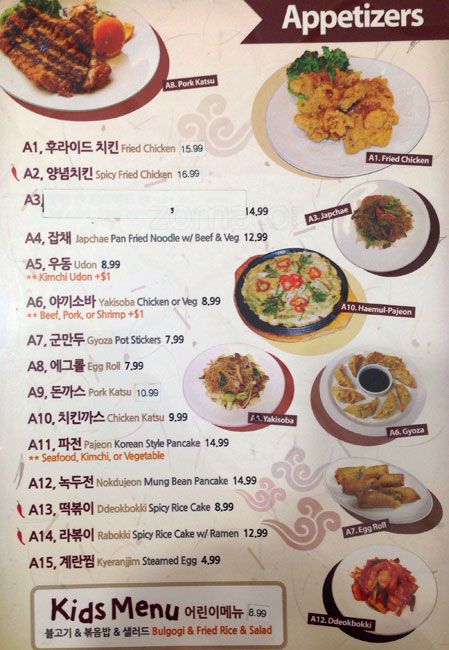 Appetizers
A8. Pork Katsu
A1. Fried Chicken
A1, 후라이드 치킨 Fried Chicken 15.99
A2, 양념치킨 Spicy Fried Chicken 16.99
A3, , 14,99
A3. Japchae
A4, 잡채 Japchae Pan Fried Noodle w/ Beef & Veg 12,99
A5, 우동 Udon 8,99
** Kimchi Udon +$1
A6, 야끼소바 Yakisoba Chicken or Veg 8,99
** Beef, Pork, or Shrimp +$1
A10. Haemul-Pajeon
A7, 군만두 Gyoza Pot Stickers 7,99
A8, 에그롤 Egg Roll 7,99
A9, 돈까스 Pork Katsu 10.99
A10, 치킨까스 Chicken Katsu 9,99
A5. Yakisoba
A6. Gyoza
A11, 파전 Pajeon Korean Style Pancake 14,99
** Seafood, Kimchi, or Vegetable
A12, 녹두전 Nokdujeon Mung Bean Pancake 14,99
A13, 떡볶이 Ddeokbokki Spicy Rice Cake 8,99
A7. Egg Roll
A14, 라볶이 Rabokki Spicy Rice Cake w/ Ramen 12,99
A15, 계란찜 Kyeranjjim Steamed Egg 4,99
A12. Ddeokbokki
Kids Menu 어린이메뉴 8.99
불고기 & 볶음밥 & 샐러드 Bulgogi & Fried Rice & Salad